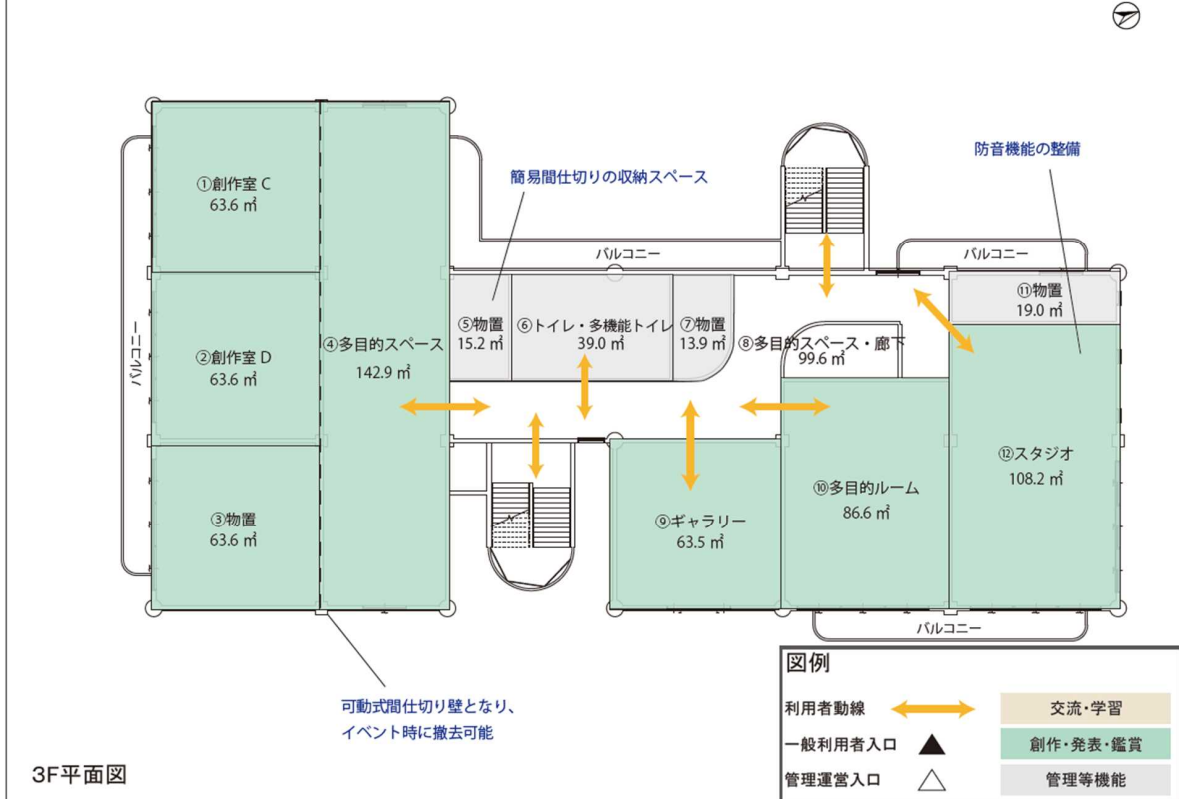 簡易間仕切りの収納スペース
防音機能の整備
バルコニー
バルコニー
バルコニー
①創作室 C
63.6 ㎡
②創作室 D
63.6 ㎡
③物置
63.6 ㎡
④多目的スペース
142.9 ㎡
⑤物置
15.2 ㎡
⑥トイレ・多機能トイレ
39.0 ㎡
⑦物置
13.9 ㎡
⑧多目的スペース・廊下
99.6 ㎡
⑪物置
19.0 ㎡
⑨ギャラリー
63.5 ㎡
⑩多目的ルーム
86.6 ㎡
⑫スタジオ
108.2 ㎡
バルコニー
可動式間仕切り壁となり、
イベント時に撤去可能
3F平面図
図例
利用者動線
交流・学習
一般利用者入口
創作・発表・鑑賞
管理運営入口
管理等機能